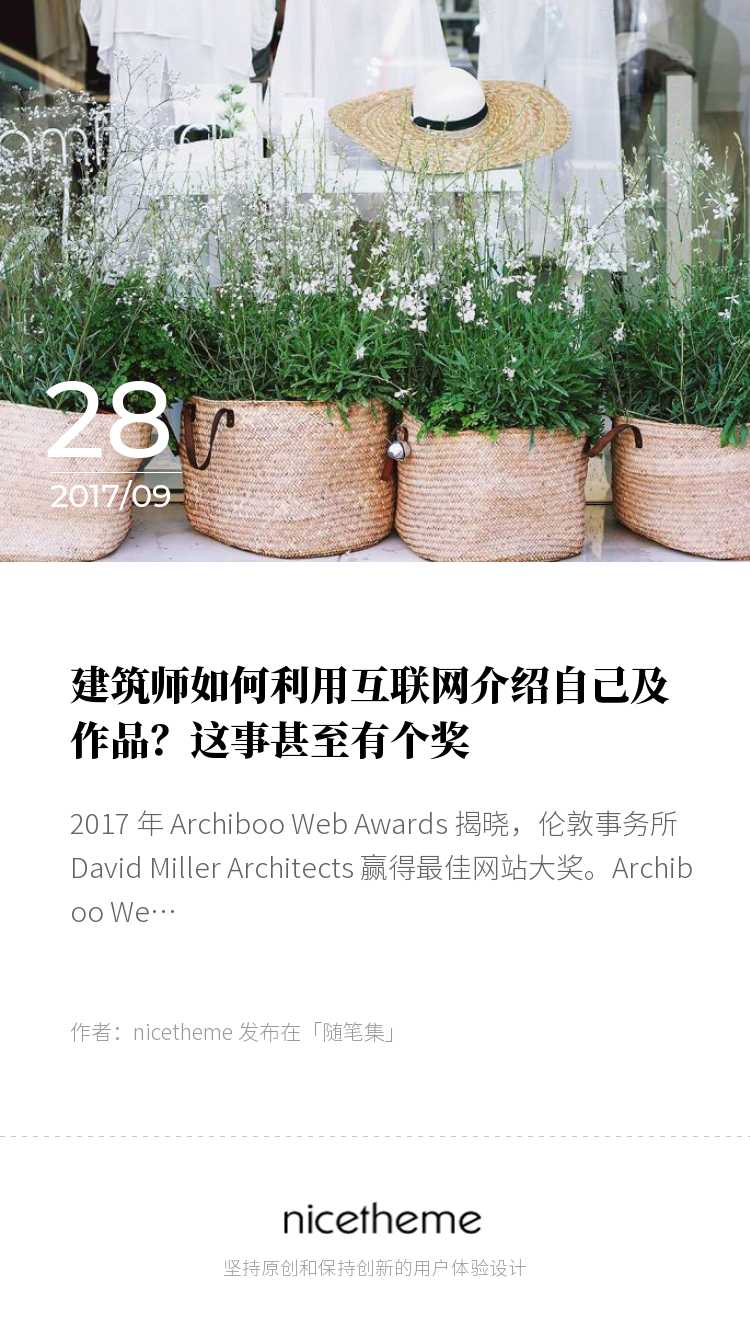 28
2017/09
建筑师如何利用互联网介绍自己及
作品？这事甚至有个奖
2017 年 Archiboo Web Awards 揭晓，伦敦事务所
David Miller Architects 赢得最佳网站大奖。Archib
oo We…
作者：nicetheme 发布在「随笔集」
nicetheme
坚持原创和保持创新的用户体验设计